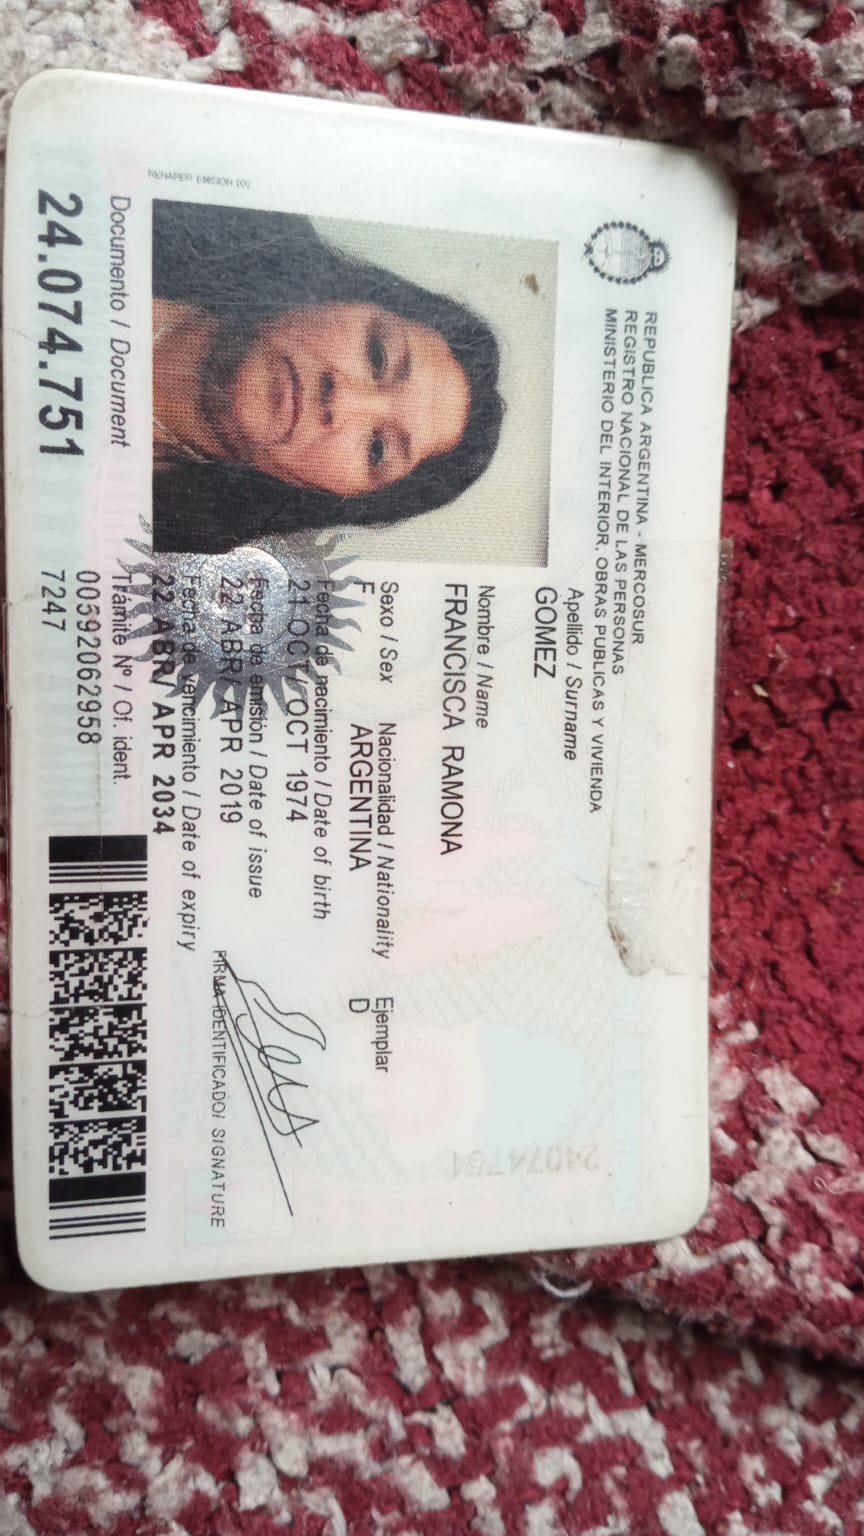 REPUBLICA ARGENTINA - MERCOSUR
REGISTRO NACIONAL DE LAS PERSONAS
MINISTERIO DEL INTERIOR, OBRAS PUBLICAS Y VIVIENDA
Apellido / Surname
GOMEZ
Nombre / Name
FRANCISCA RAMONA
Sexo / Sex
F
Nacionalidad / Nationality
ARGENTINA
Ejemplar
D
Fecha de nacimiento / Date of birth
21 OCT/ OCT 1974
Fecha de emisión / Date of issue
22 ABR/ APR 2019
Fecha de vencimiento / Date of expiry
22 ABR/ APR 2034
FIRMA IDENTIFICADO/ SIGNATURE
RENAPER EMISION 002
Documento / Document
24.074.751
Trámite Nº / Of. ident.
00592062958
7247
24074751